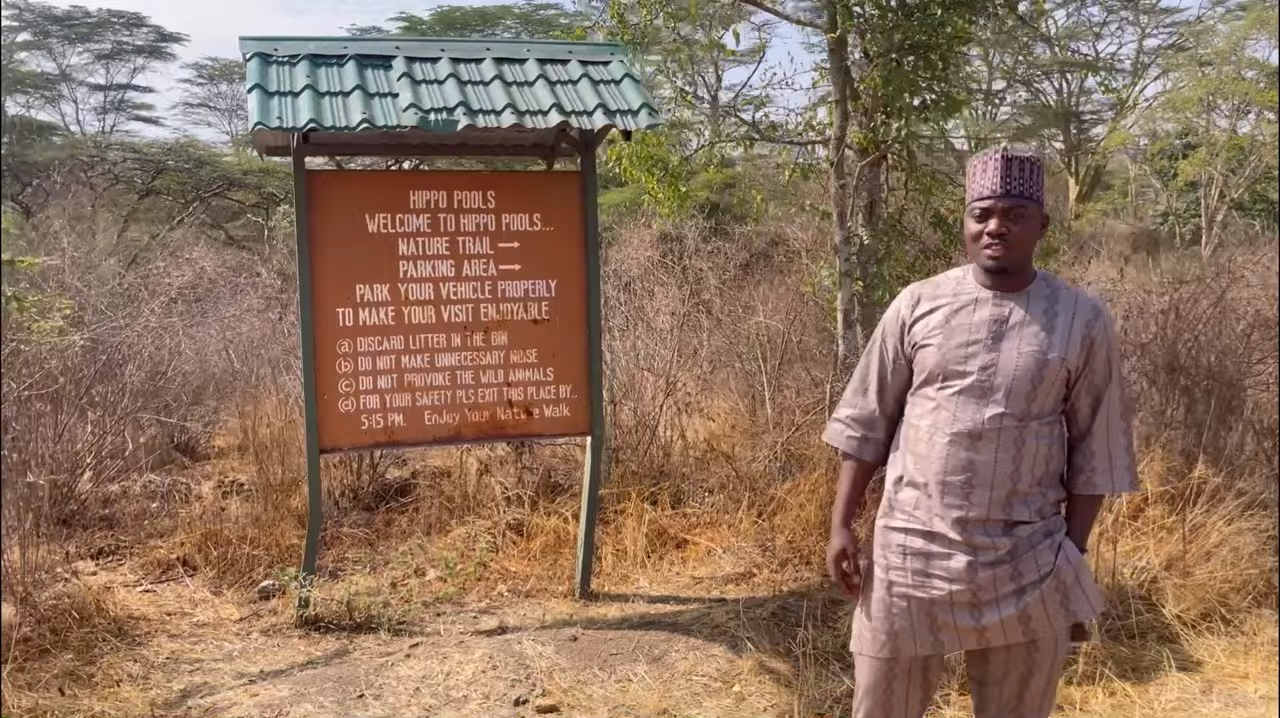 HIPPO POOLS
WELCOME TO HIPPO POOLS...
NATURE TRAIL →
PARKING AREA →
PARK YOUR VEHICLE PROPERLY
TO MAKE YOUR VISIT ENJOYABLE
ⓐ DISCARD LITTER IN THE BIN
ⓑ DO NOT MAKE UNNECESSARY NOISE
ⓒ DO NOT PROVOKE THE WILD ANIMALS
ⓓ FOR YOUR SAFETY PLS EXIT THIS PLACE BY..
5:15 PM. EnJoy Your Nature Walk